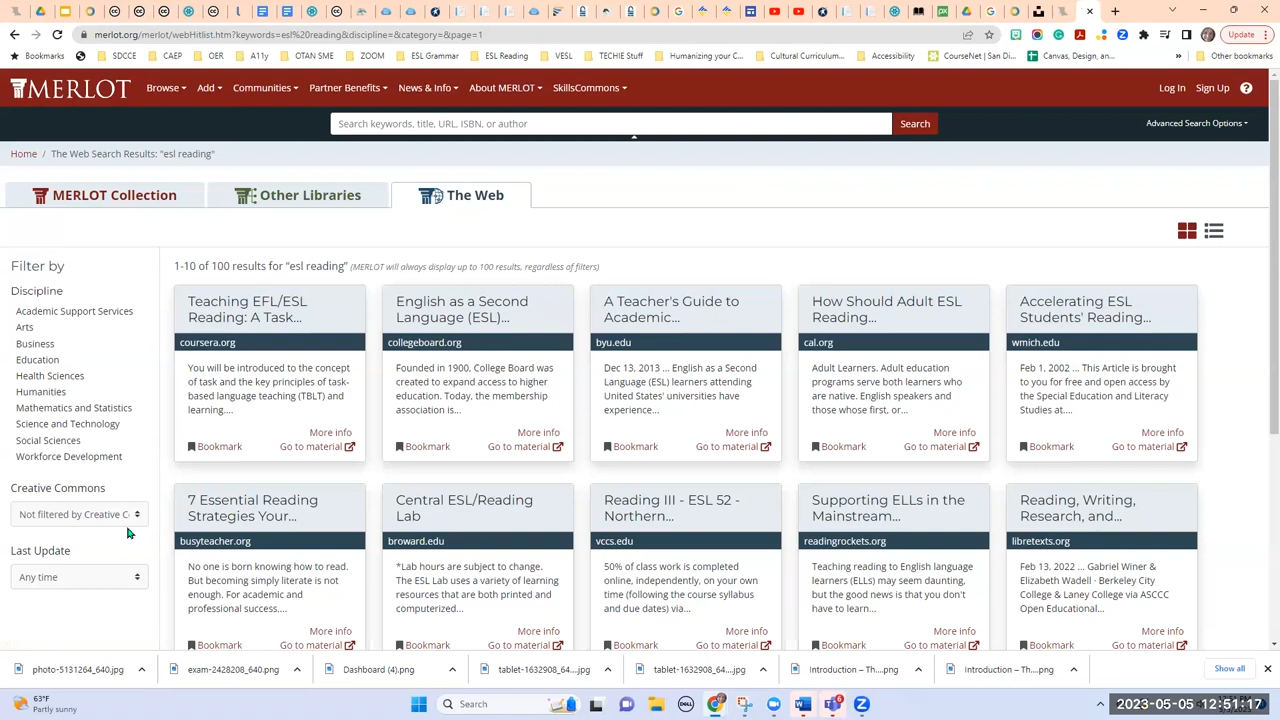 Update
merlot.org/merlot/webHitlist.htm?keywords=esl%20reading&discipline=&category=&page=1
Bookmarks SDCCE CAEP OER A11y OTAN SME ZOOM ESL Grammar ESL Reading VESL TECHIE Stuff Humanizing your C... Cultural Curriculum... Accessibility CourseNet | San Di... Canvas, Design, an... » Other bookmarks
MERLOT Browse Add Communities Partner Benefits News & Info About MERLOT SkillsCommons Log In Sign Up ?
Search keywords, title, URL, ISBN, or author Search Advanced Search Options
Home / The Web Search Results: "esl reading"
MERLOT Collection Other Libraries The Web
Filter by
1-10 of 100 results for "esl reading" (MERLOT will always display up to 100 results, regardless of filters)
Discipline
Academic Support Services
Arts
Business
Education
Health Sciences
Humanities
Mathematics and Statistics
Science and Technology
Social Sciences
Workforce Development
Creative Commons
Not filtered by Creative C
Last Update
Any time
Teaching EFL/ESL
Reading: A Task...
coursera.org
You will be introduced to the concept
of task and the key principles of task-
based language teaching (TBLT) and
learning....
More info
Bookmark Go to material
English as a Second
Language (ESL)...
collegeboard.org
Founded in 1900, College Board was
created to expand access to higher
education. Today, the membership
association is...
More info
Bookmark Go to material
A Teacher's Guide to
Academic...
byu.edu
Dec 13, 2013 ... English as a Second
Language (ESL) learners attending
United States' universities have
experience...
More info
Bookmark Go to material
How Should Adult ESL
Reading...
cal.org
Adult Learners. Adult education
programs serve both learners who
are native. English speakers and
those whose first, or...
More info
Bookmark Go to material
Accelerating ESL
Students' Reading...
wmich.edu
Feb 1, 2002 ... This Article is brought
to you for free and open access by
the Special Education and Literacy
Studies at....
More info
Bookmark Go to material
7 Essential Reading
Strategies Your...
busyteacher.org
No one is born knowing how to read.
But becoming simply literate is not
enough. For academic and
professional success....
More info
Bookmark Go to material
Central ESL/Reading
Lab
broward.edu
*Lab hours are subject to change.
The ESL Lab uses a variety of learning
resources that are both printed and
computerized...
More info
Bookmark Go to material
Reading III - ESL 52 -
Northern...
vccs.edu
50% of class work is completed
online, independently, on your own
time (following the course syllabus
and due dates) via...
More info
Bookmark Go to material
Supporting ELLs in the
Mainstream...
readingrockets.org
Teaching reading to English language
learners (ELLs) may seem daunting,
but the good news is that you don't
have to learn...
More info
Bookmark Go to material
Reading, Writing,
Research, and...
libretexts.org
Feb 13, 2022 ... Gabriel Winer &
Elizabeth Wadell · Berkeley City
College & Laney College via ASCCC
Open Educational...
More info
Bookmark Go to material
photo-5131264_640.jpg exam-2428208_640.png Dashboard (4).png tablet-1632908_64....jpg tablet-1632908_64....jpg Introduction – Th....png Introduction – Th....png Show all
63°F
Partly sunny
Search
DELL
6
2023-05-05 12:51:17